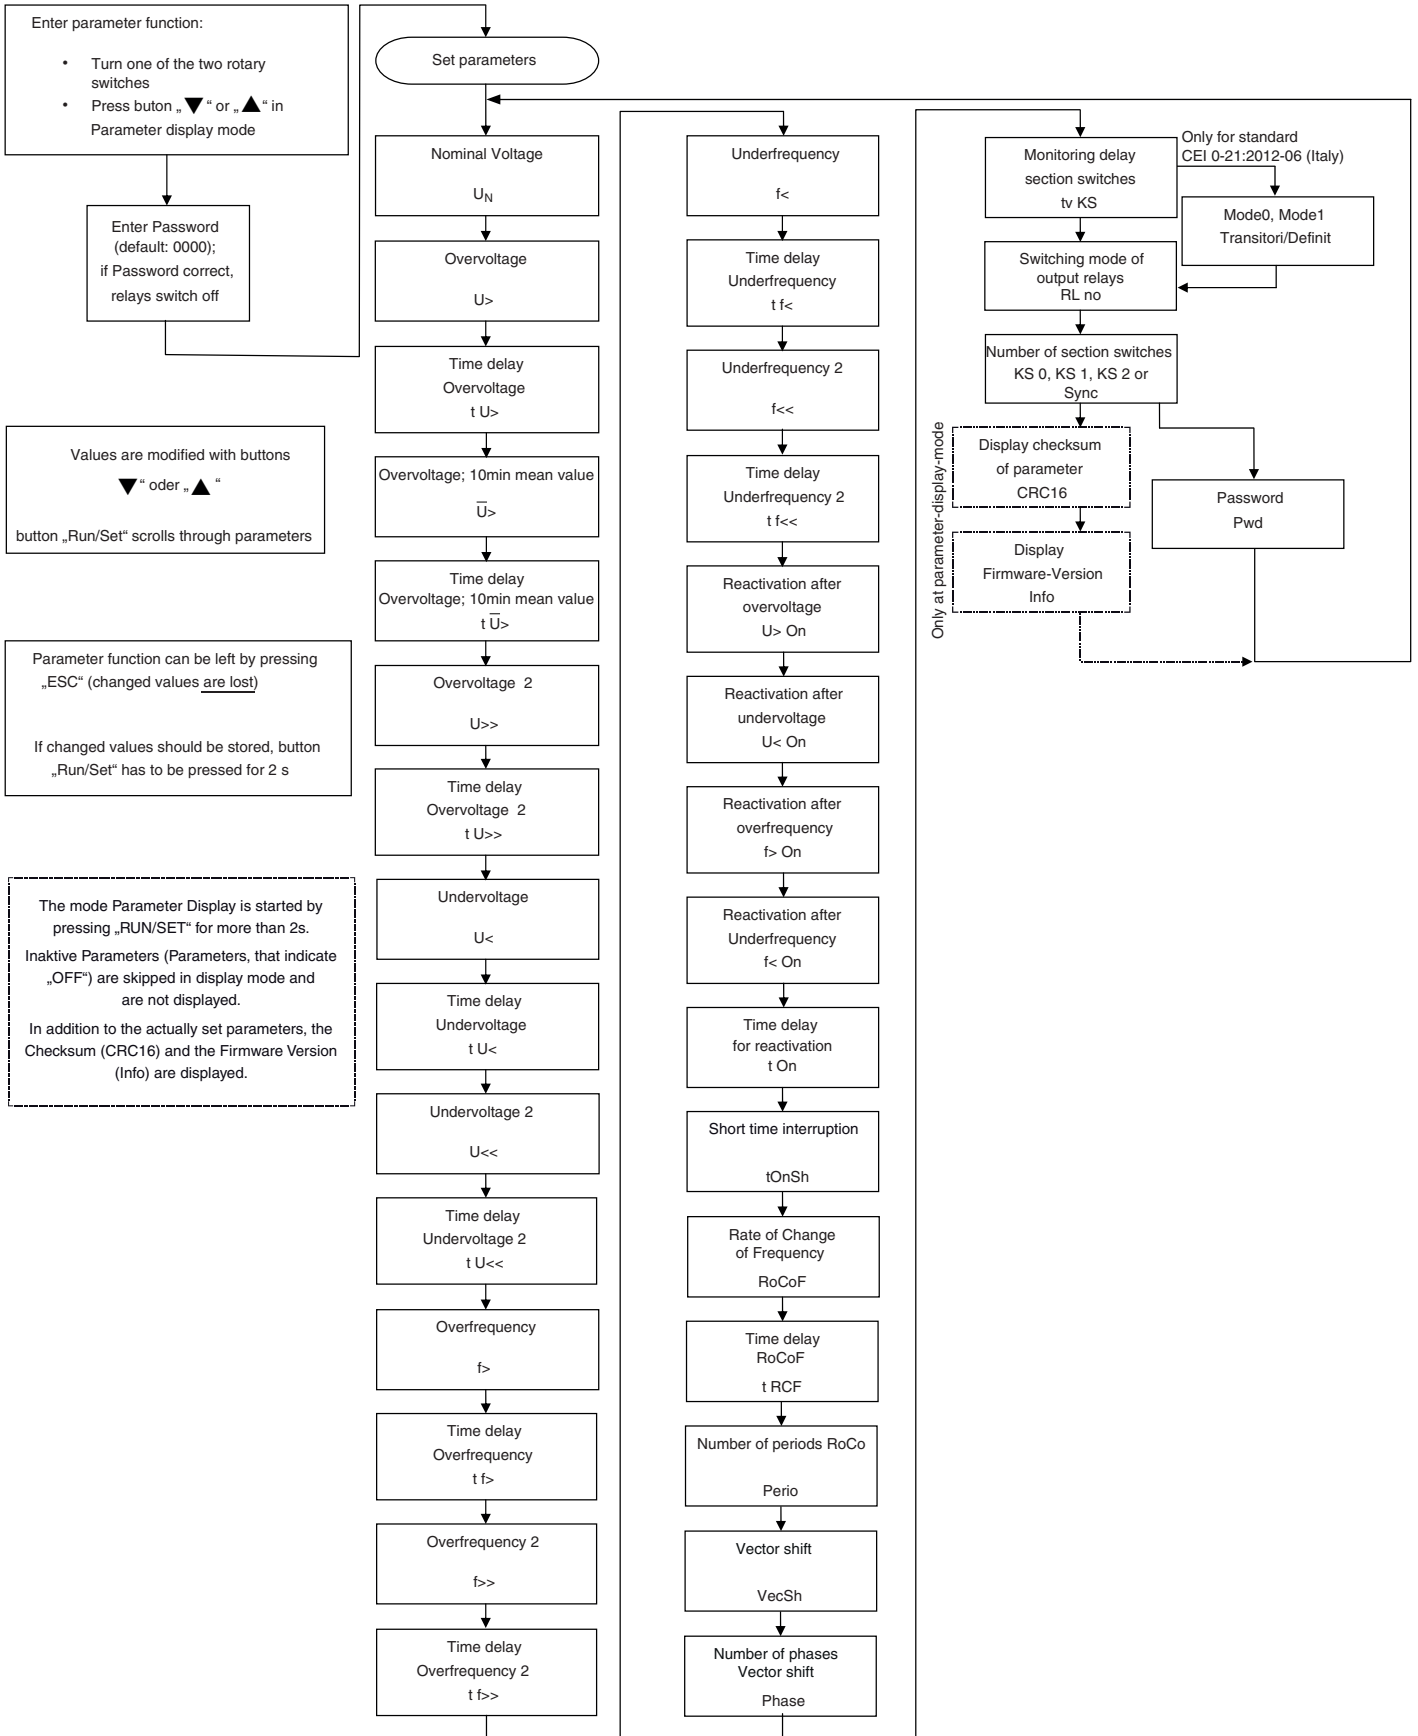 Enter parameter function:
• Turn one of the two rotary
switches
• Press buton „ ▼ “ or „ ▲ “ in
Parameter display mode
Enter Password
(default: 0000);
if Password correct,
relays switch off
Values are modified with buttons
▼ “ oder „ ▲ “
button „Run/Set“ scrolls through parameters
Parameter function can be left by pressing
„ESC“ (changed values are lost)
If changed values should be stored, button
„Run/Set“ has to be pressed for 2 s
The mode Parameter Display is started by
pressing „RUN/SET“ for more than 2s.
Inaktive Parameters (Parameters, that indicate
„OFF“) are skipped in display mode and
are not displayed.
In addition to the actually set parameters, the
Checksum (CRC16) and the Firmware Version
(Info) are displayed.
Set parameters
Nominal Voltage
UN
Overvoltage
U>
Time delay
Overvoltage
t U>
Overvoltage; 10min mean value
U̅>
Time delay
Overvoltage; 10min mean value
t U̅>
Overvoltage 2
U>>
Time delay
Overvoltage 2
t U>>
Undervoltage
U<
Time delay
Undervoltage
t U<
Undervoltage 2
U<<
Time delay
Undervoltage 2
t U<<
Overfrequency
f>
Time delay
Overfrequency
t f>
Overfrequency 2
f>>
Time delay
Overfrequency 2
t f>>
Underfrequency
f<
Time delay
Underfrequency
t f<
Underfrequency 2
f<<
Time delay
Underfrequency 2
t f<<
Reactivation after
overvoltage
U> On
Reactivation after
undervoltage
U< On
Reactivation after
overfrequency
f> On
Reactivation after
Underfrequency
f< On
Time delay
for reactivation
t On
Short time interruption
tOnSh
Rate of Change
of Frequency
RoCoF
Time delay
RoCoF
t RCF
Number of periods RoCo
Perio
Vector shift
VecSh
Number of phases
Vector shift
Phase
Monitoring delay
section switches
tv KS
Only for standard
CEI 0-21:2012-06 (Italy)
Mode0, Mode1
Transitori/Definit
Switching mode of
output relays
RL no
Number of section switches
KS 0, KS 1, KS 2 or
Sync
Only at parameter-display-mode
Display checksum
of parameter
CRC16
Display
Firmware-Version
Info
Password
Pwd